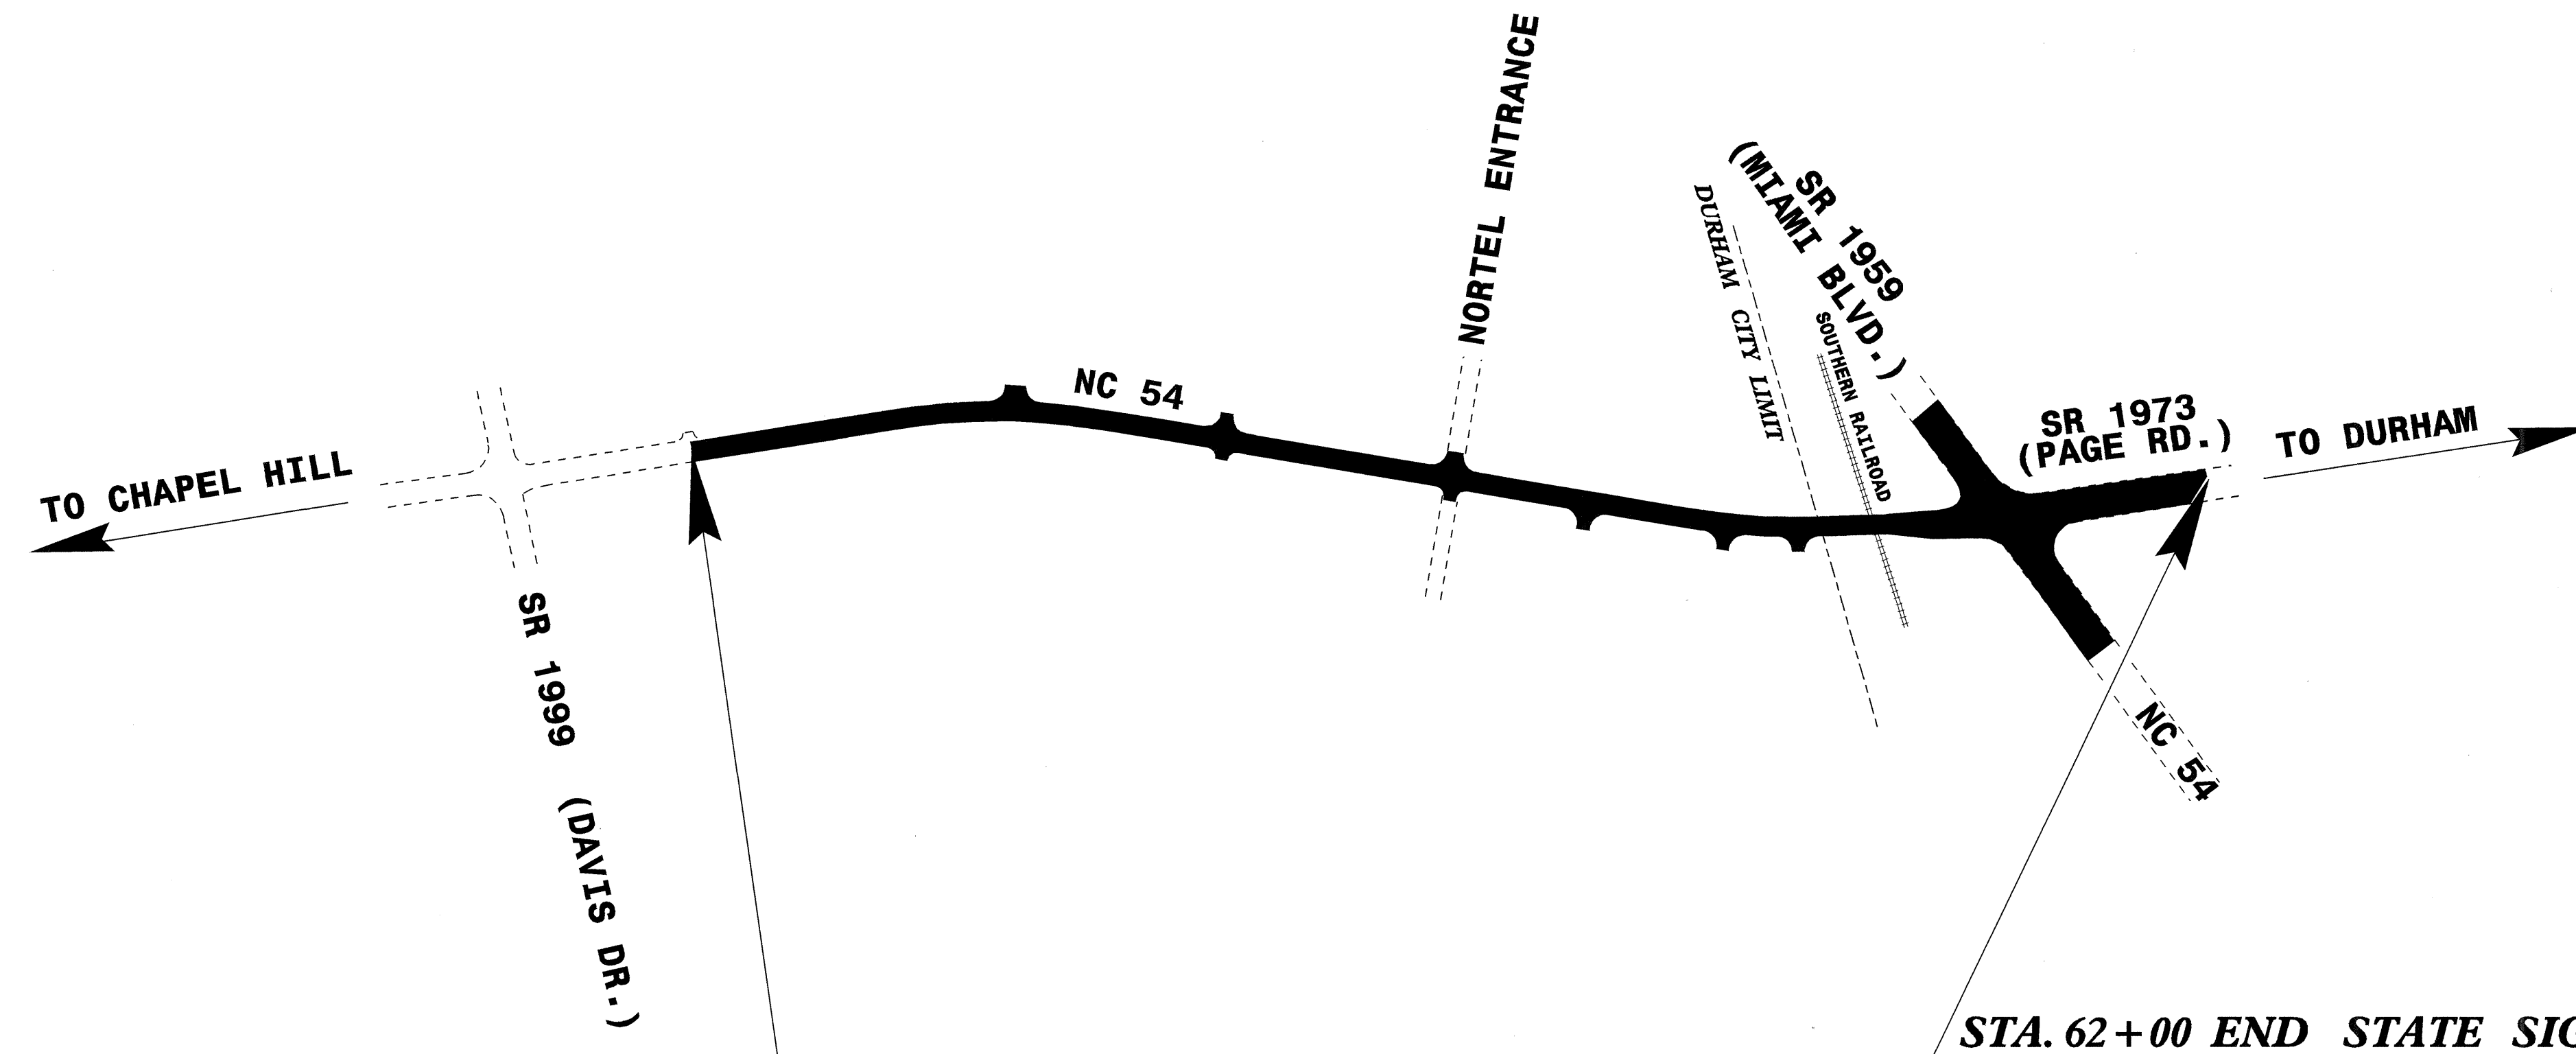 TO CHAPEL HILL
SR 1999 (DAVIS DR.)
NC 54
NORTEL ENTRANCE
DURHAM CITY LIMIT
SOUTHERN RAILROAD
SR 1959
(MIAMI BLVD.)
SR 1973
(PAGE RD.)
TO DURHAM
NC 54
STA. 62+00 END STATE